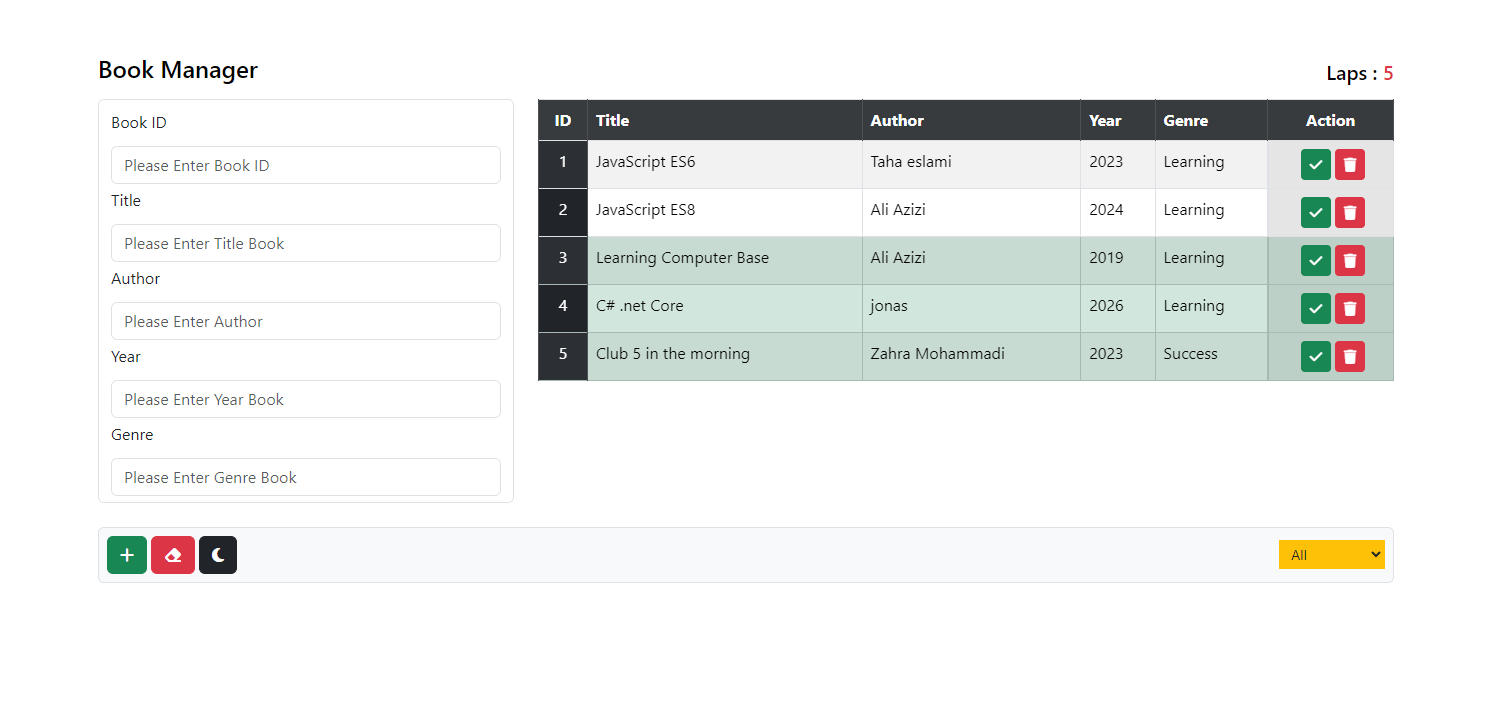 Book Manager
Laps : 5
Book ID
Please Enter Book ID
Title
Please Enter Title Book
Author
Please Enter Author
Year
Please Enter Year Book
Genre
Please Enter Genre Book
ID Title Author Year Genre Action
1 JavaScript ES6 Taha eslami 2023 Learning
2 JavaScript ES8 Ali Azizi 2024 Learning
3 Learning Computer Base Ali Azizi 2019 Learning
4 C# .net Core jonas 2026 Learning
5 Club 5 in the morning Zahra Mohammadi 2023 Success
All